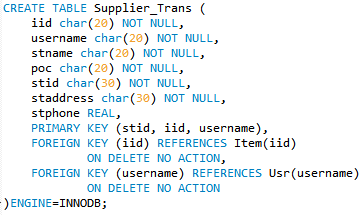 CREATE TABLE Supplier_Trans (
iid char(20) NOT NULL,
username char(20) NOT NULL,
stname char(20) NOT NULL,
poc char(20) NOT NULL,
stid char(30) NOT NULL,
staddress char(30) NOT NULL,
stphone REAL,
PRIMARY KEY (stid, iid, username),
FOREIGN KEY (iid) REFERENCES Item(iid)
ON DELETE NO ACTION,
FOREIGN KEY (username) REFERENCES Usr(username)
ON DELETE NO ACTION
)ENGINE=INNODB;